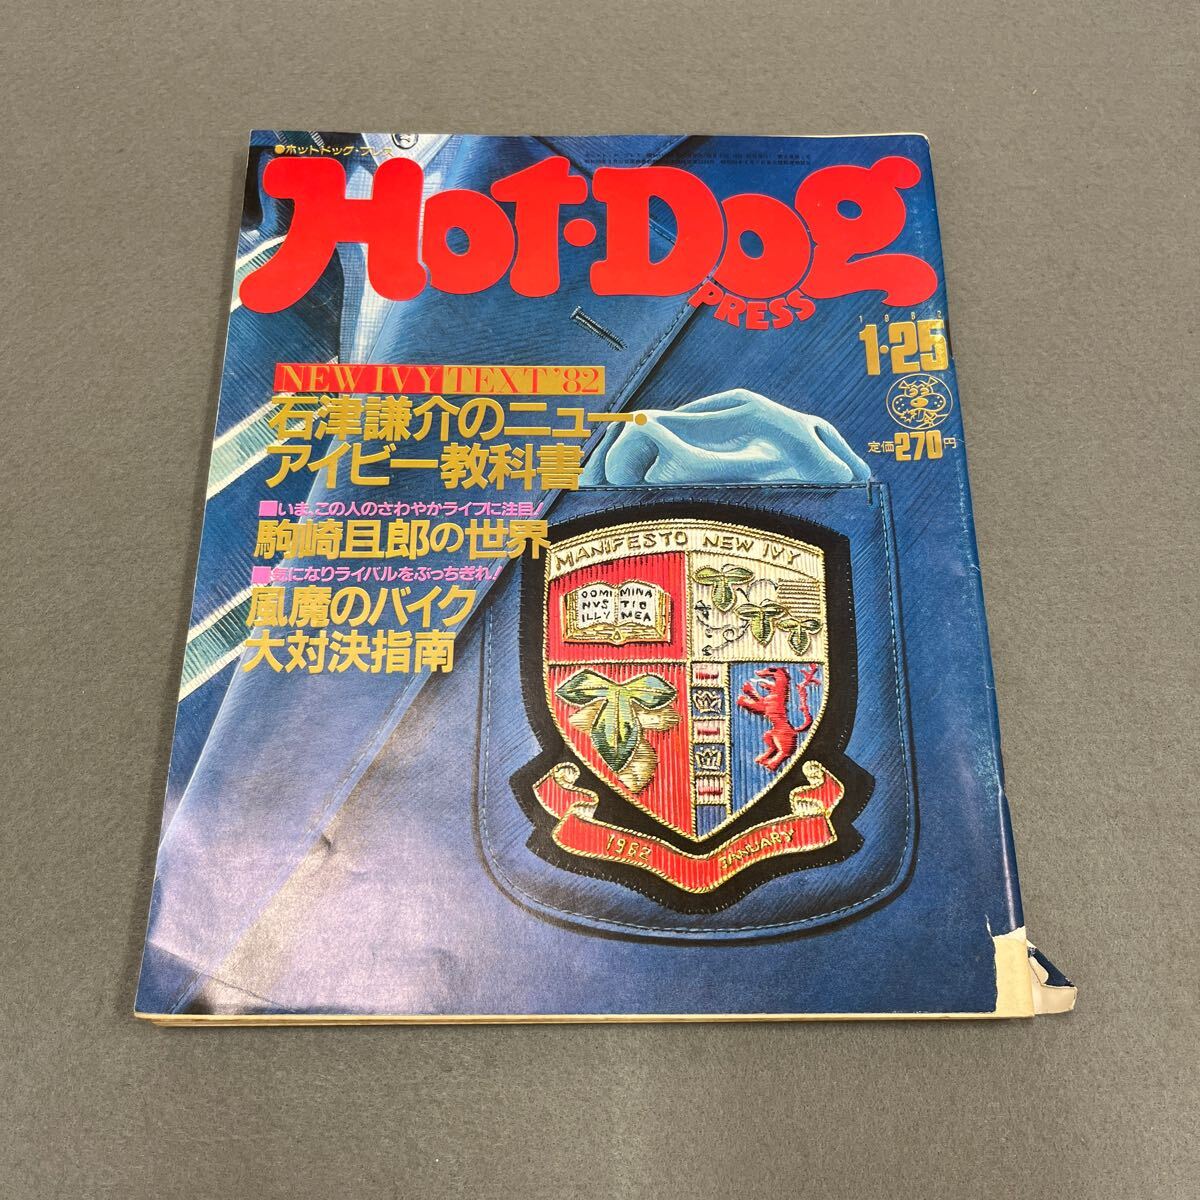 ●ホットドッグ・プレス
Hot·Dog
PRESS
1982
1·25
定価270円
NEW IVY TEXT '82
石津謙介のニュー・
アイビー教科書
■いま、この人のさわやかライフに注目!
駒崎且郎の世界
■気になりライバルをぶっちぎれ!
風魔のバイク
大対決指南
MANIFESTO NEW IVY
DOMI MINA
NVS TIO
ILLV MEA
1982 JANUARY